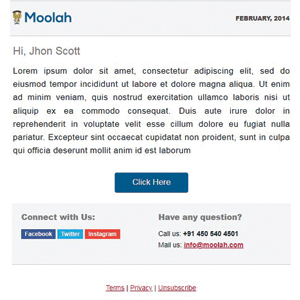 Moolah
FEBRUARY, 2014
Hi, Jhon Scott
Lorem ipsum dolor sit amet, consectetur adipiscing elit, sed do
eiusmod tempor incididunt ut labore et dolore magna aliqua. Ut enim
ad minim veniam, quis nostrud exercitation ullamco laboris nisi ut
aliquip ex ea commodo consequat. Duis aute irure dolor in
reprehenderit in voluptate velit esse cillum dolore eu fugiat nulla
pariatur. Excepteur sint occaecat cupidatat non proident, sunt in culpa
qui officia deserunt mollit anim id est laborum
Click Here
Connect with Us:
Facebook Twitter Instagram
Have any question?
Call us: +91 450 540 4501
Mail us: info@moolah.com
Terms | Privacy | Unsubscribe